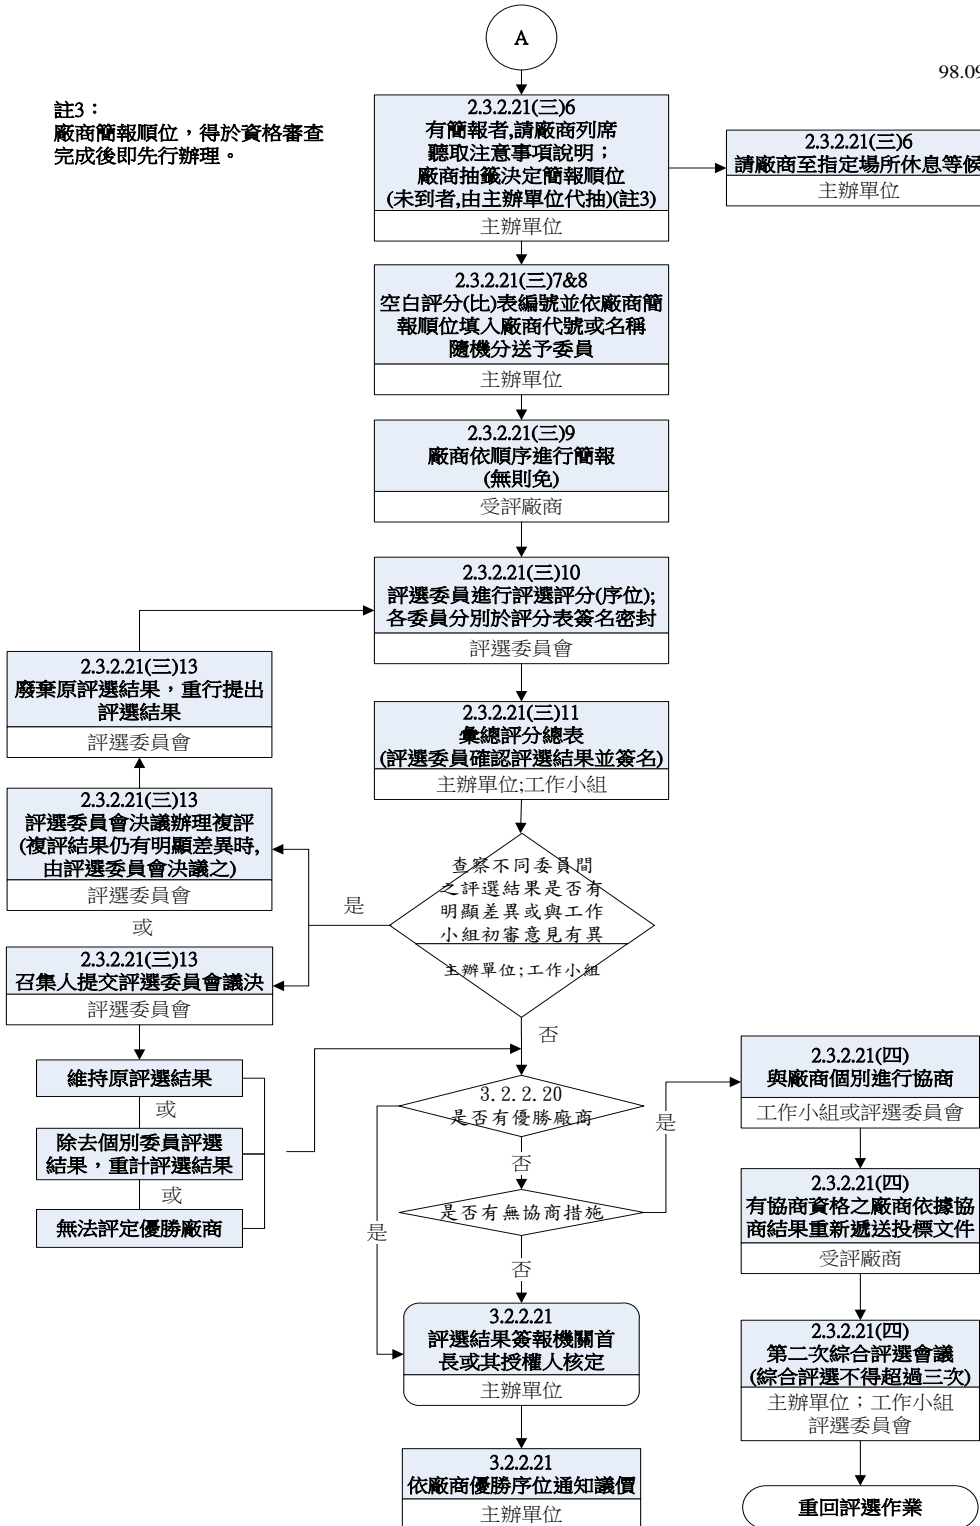 A
98.09
註3：
廠商簡報順位，得於資格審查
完成後即先行辦理。
2.3.2.21(三)6
有簡報者,請廠商列席
聽取注意事項說明；
廠商抽籤決定簡報順位
(未到者,由主辦單位代抽)(註3)
主辦單位
2.3.2.21(三)6
請廠商至指定場所休息等候
主辦單位
2.3.2.21(三)7&8
空白評分(比)表編號並依廠商簡
報順位填入廠商代號或名稱
隨機分送予委員
主辦單位
2.3.2.21(三)9
廠商依順序進行簡報
(無則免)
受評廠商
2.3.2.21(三)10
評選委員進行評選評分(序位);
各委員分別於評分表簽名密封
評選委員會
2.3.2.21(三)13
廢棄原評選結果，重行提出
評選結果
評選委員會
2.3.2.21(三)11
彙總評分總表
(評選委員確認評選結果並簽名)
主辦單位;工作小組
2.3.2.21(三)13
評選委員會決議辦理複評
(複評結果仍有明顯差異時,
由評選委員會決議之)
評選委員會
或
是
查察不同委員間
之評選結果是否有
明顯差異或與工作
小組初審意見有異
主辦單位;工作小組
2.3.2.21(三)13
召集人提交評選委員會議決
評選委員會
否
維持原評選結果
或
除去個別委員評選
結果，重計評選結果
或
無法評定優勝廠商
3.2.2.20
是否有優勝廠商
否
是
是否有無協商措施
是
否
2.3.2.21(四)
與廠商個別進行協商
工作小組或評選委員會
2.3.2.21(四)
有協商資格之廠商依據協
商結果重新遞送投標文件
受評廠商
3.2.2.21
評選結果簽報機關首
長或其授權人核定
主辦單位
2.3.2.21(四)
第二次綜合評選會議
(綜合評選不得超過三次)
主辦單位；工作小組
評選委員會
3.2.2.21
依廠商優勝序位通知議價
主辦單位
重回評選作業